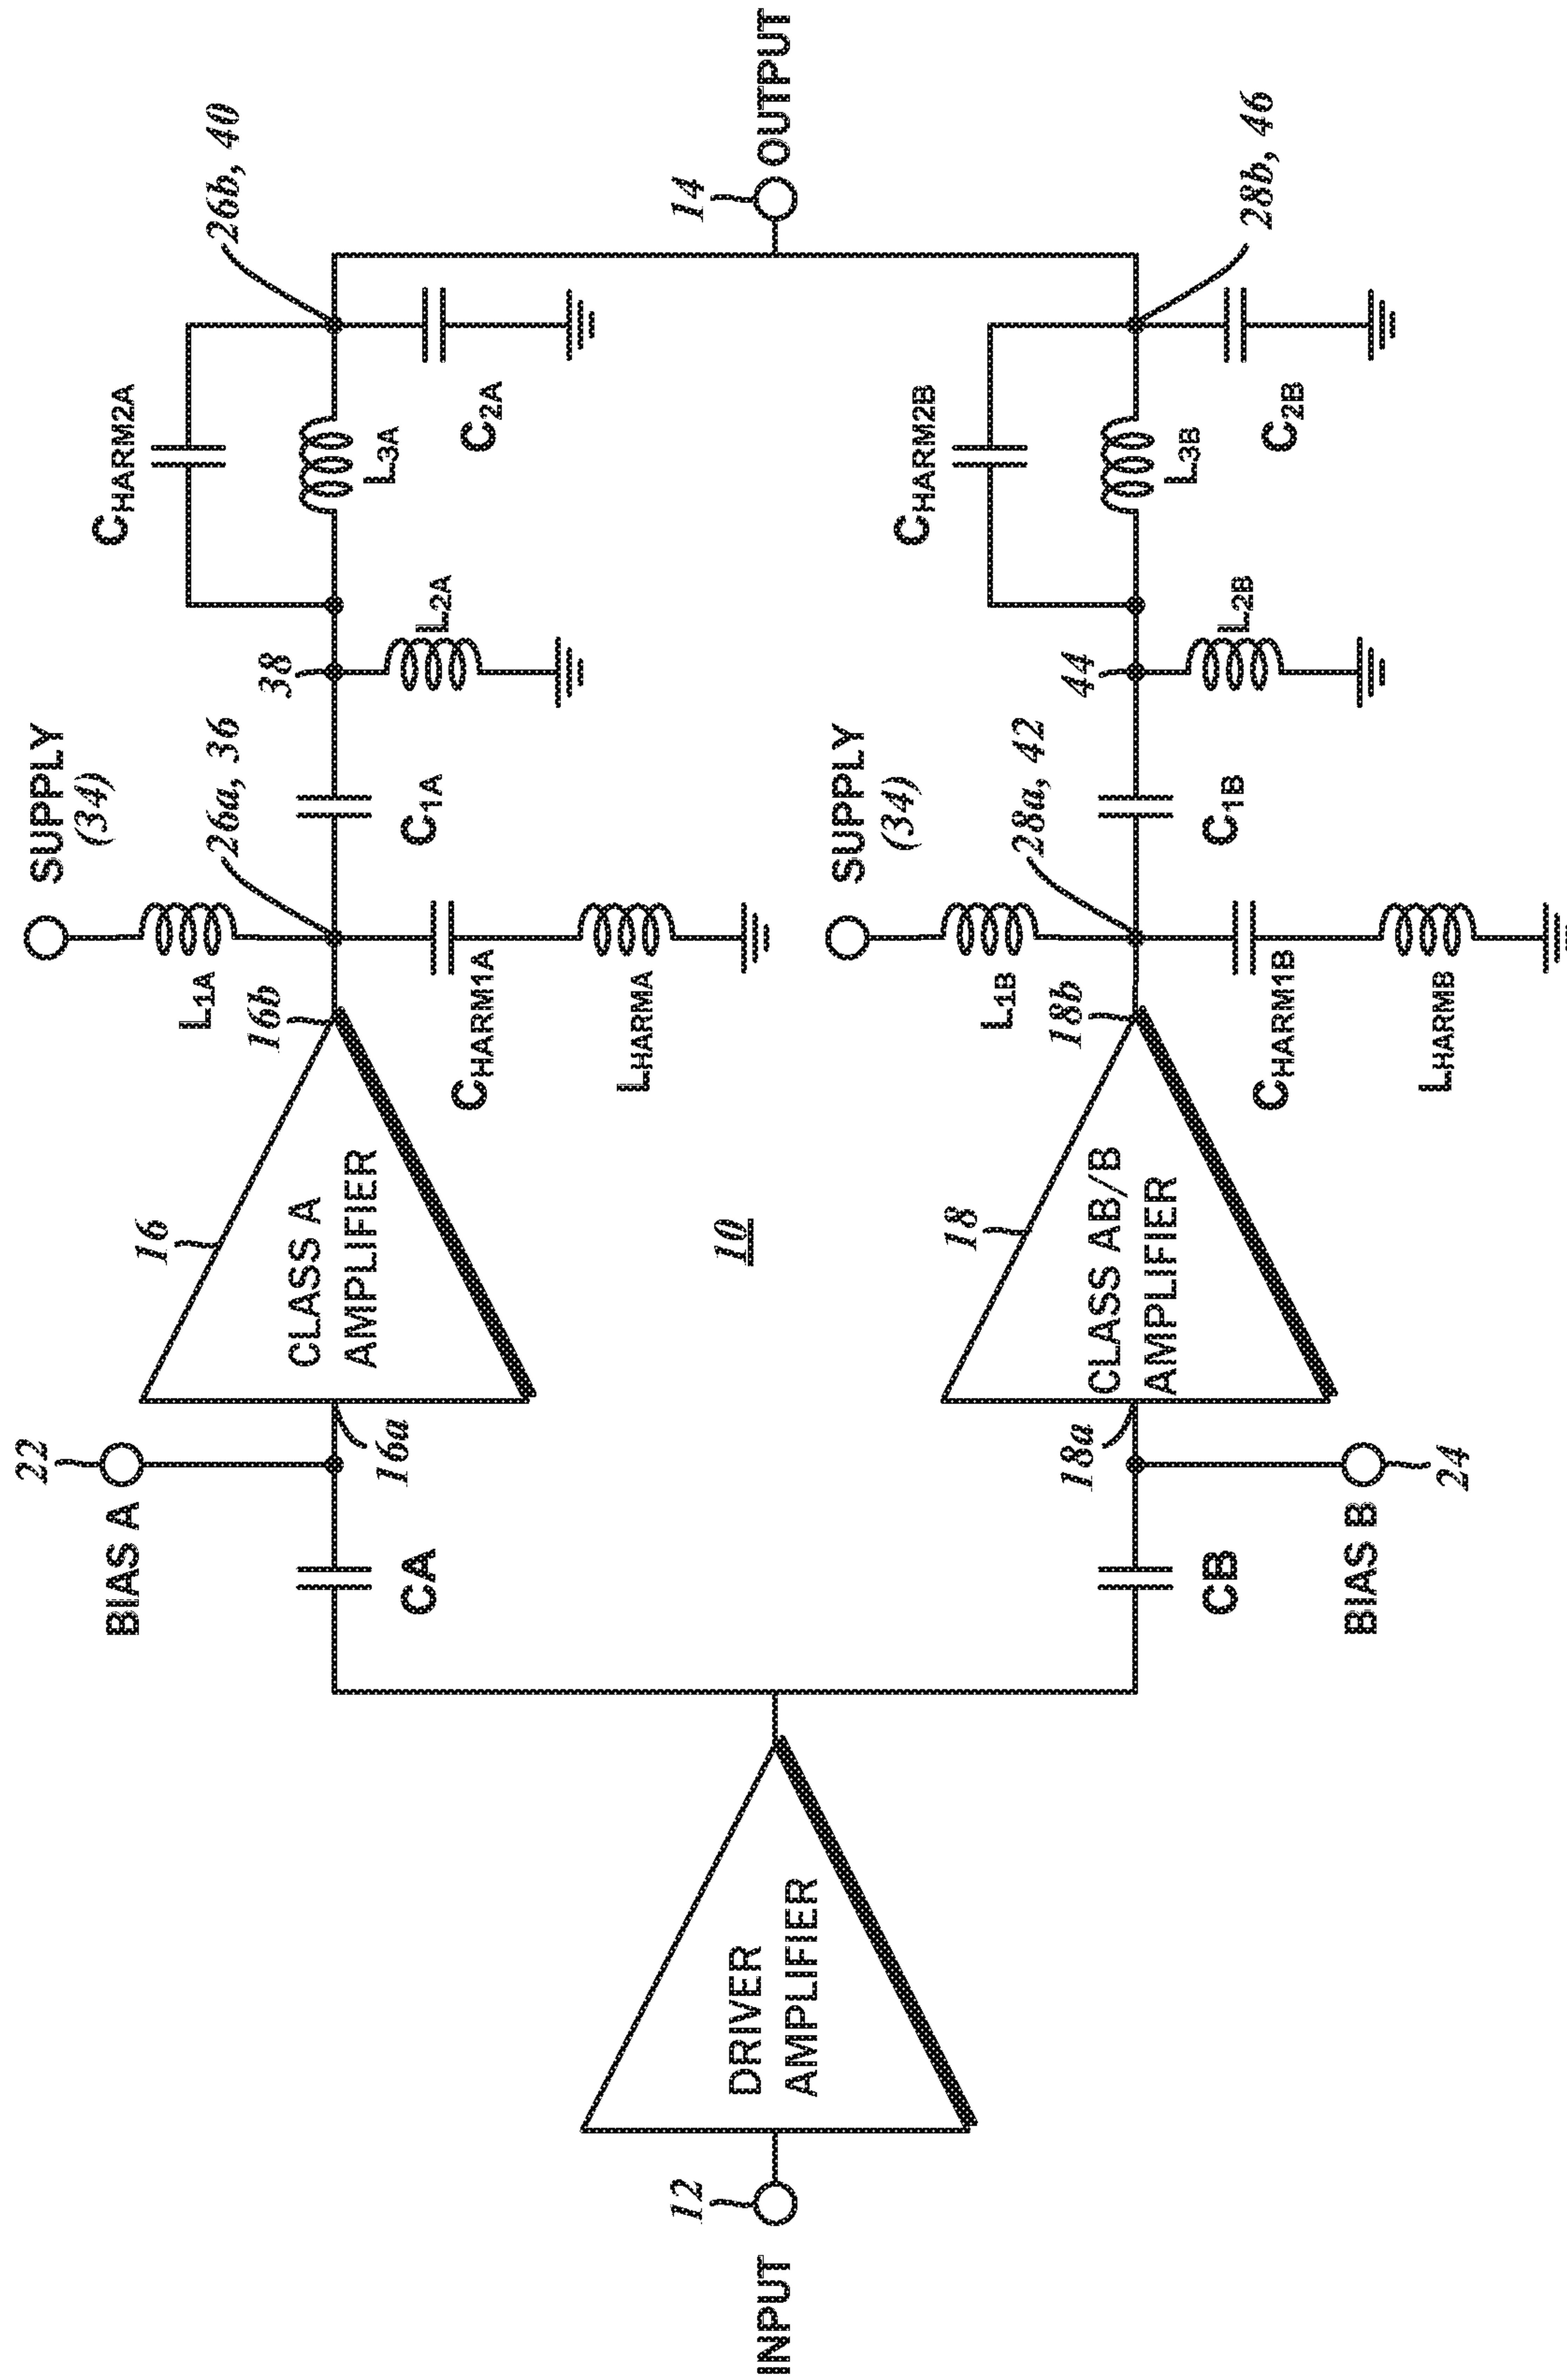 INPUT
12
DRIVER
AMPLIFIER
BIAS A
22
CA
16a
16
CLASS A
AMPLIFIER
16b
L1A
SUPPLY
(34)
26a, 36
CHARM1A
LHARMA
C1A
38
L2A
CHARM2A
L3A
26b, 40
C2A
10
14
OUTPUT
CB
18a
BIAS B
24
18
CLASS AB/B
AMPLIFIER
18b
L1B
SUPPLY
(34)
28a, 42
CHARM1B
LHARMB
C1B
44
L2B
CHARM2B
L3B
28b, 46
C2B